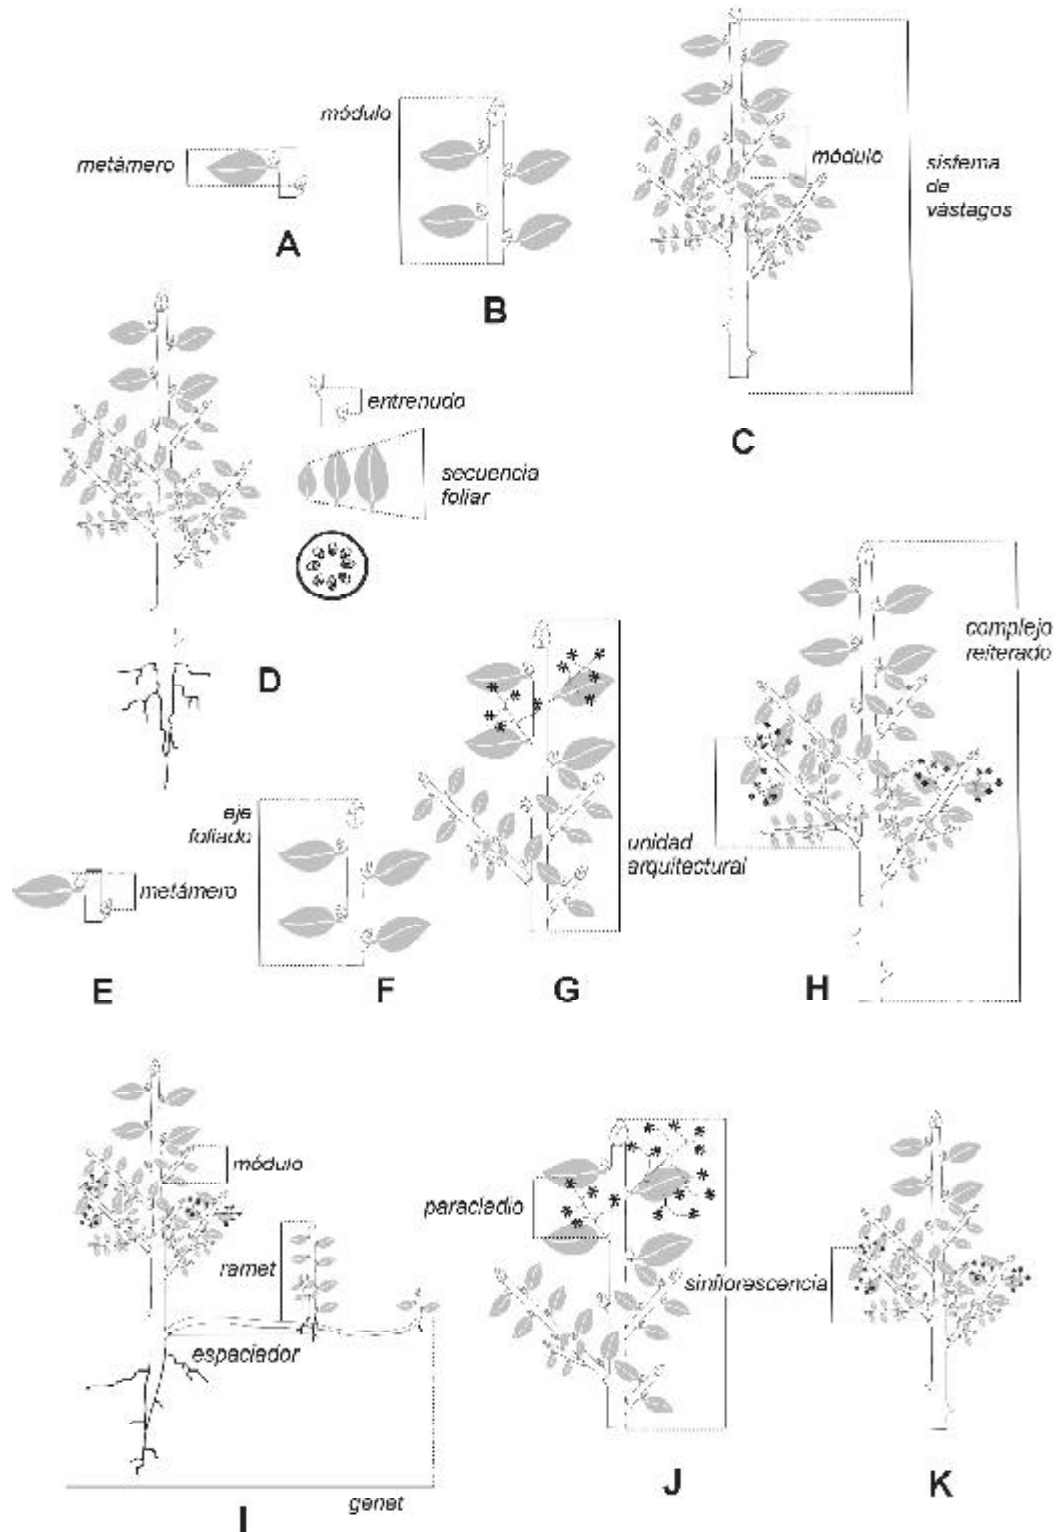 metámero
A
módulo
B
módulo
sistema
de
vástagos
C
entrenudo
secuencia
foliar
D
metámero
E
eje
foliado
F
unidad
arquitectural
G
complejo
reiterado
H
módulo
ramet
espaciador
genet
I
paracladio
J
sinflorescencia
K